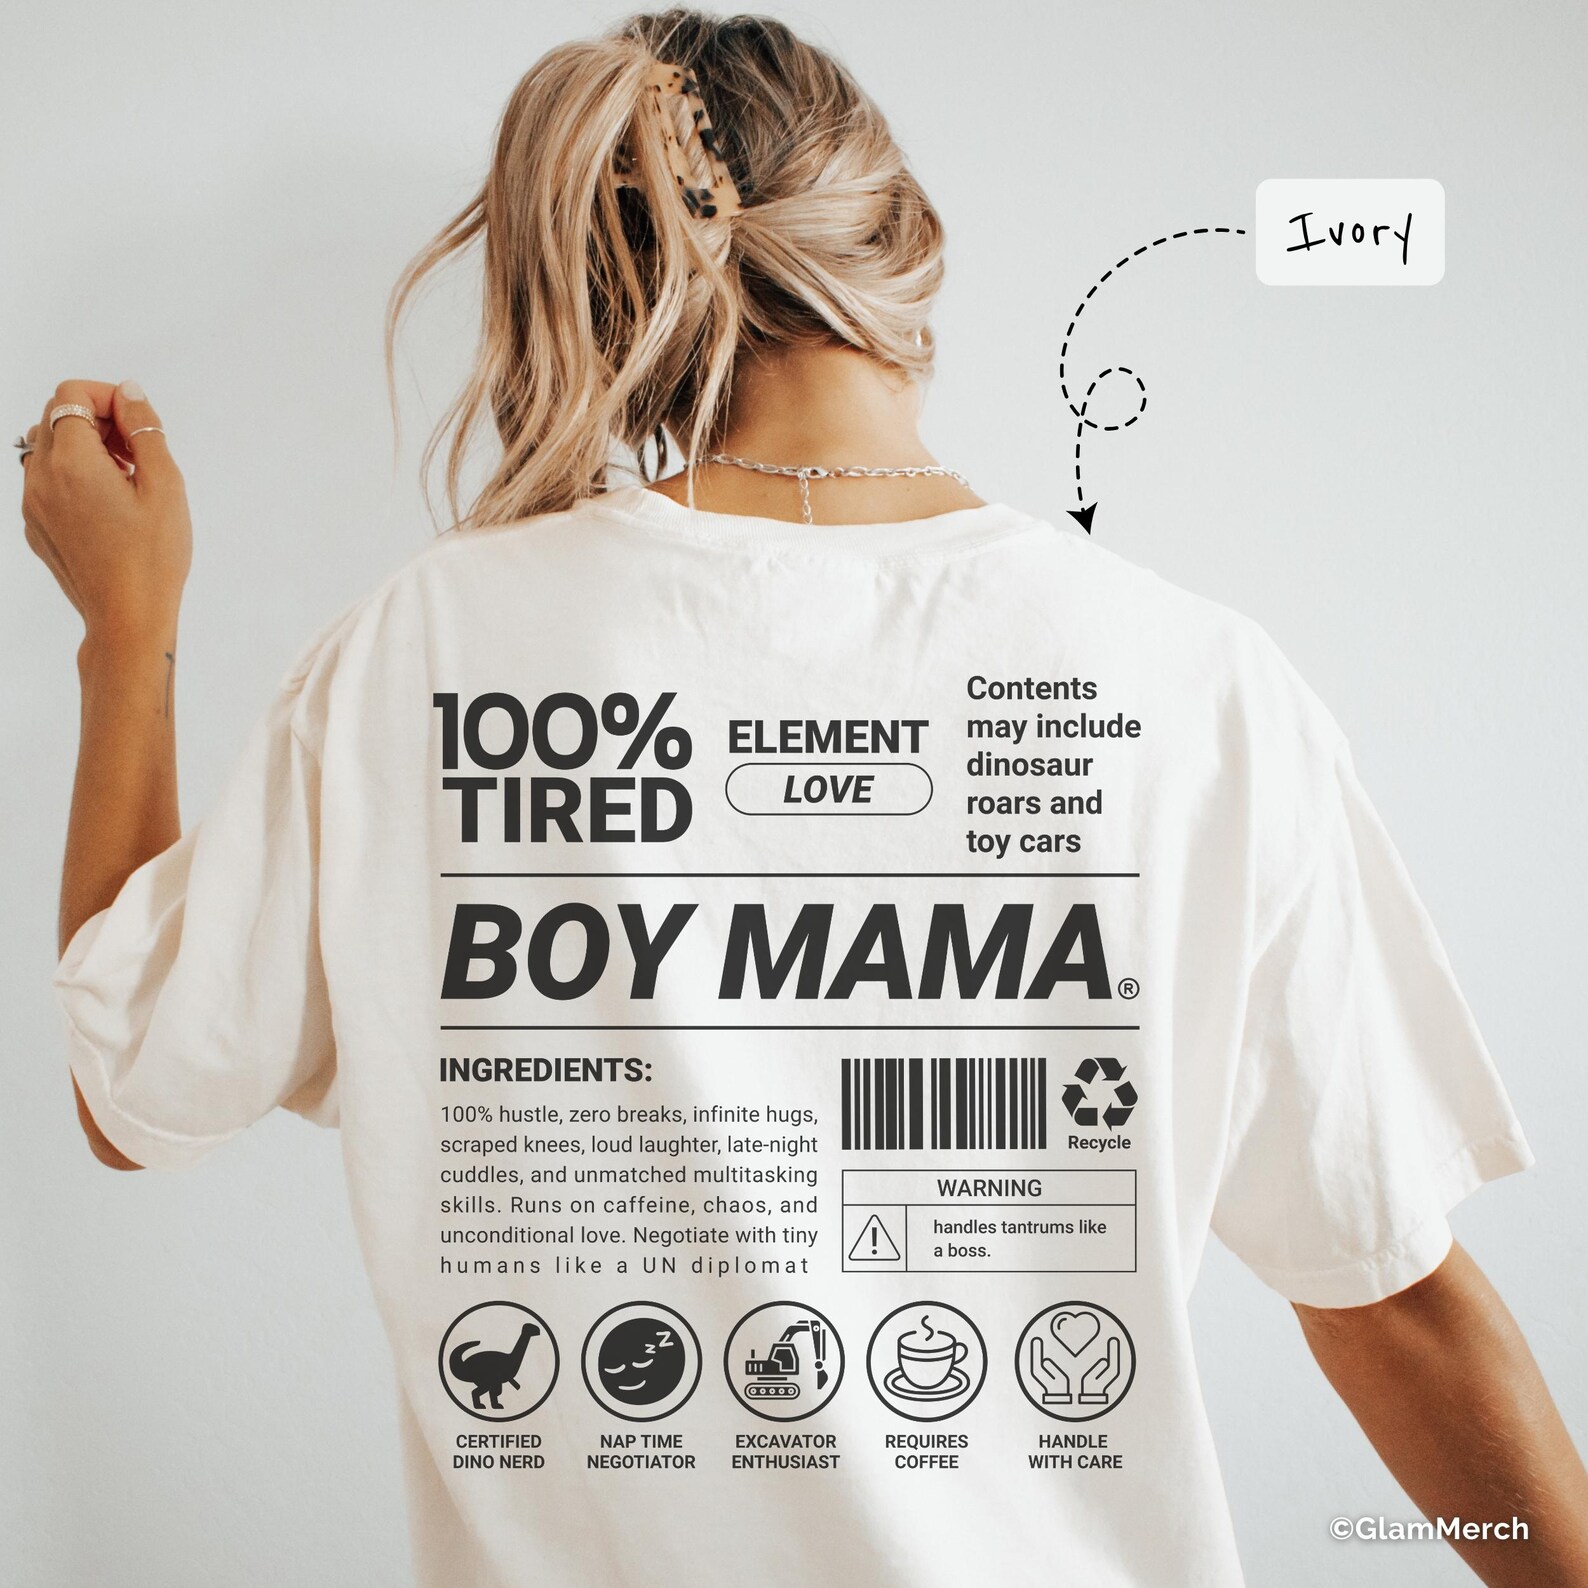 Ivory
100%
TIRED
ELEMENT
LOVE
Contents
may include
dinosaur
roars and
toy cars
BOY MAMA®
INGREDIENTS:
100% hustle, zero breaks, infinite hugs,
scraped knees, loud laughter, late-night
cuddles, and unmatched multitasking
skills. Runs on caffeine, chaos, and
unconditional love. Negotiate with tiny
humans like a UN diplomat
Recycle
WARNING
!
handles tantrums like
a boss.
z z Z
CERTIFIED
DINO NERD
NAP TIME
NEGOTIATOR
EXCAVATOR
ENTHUSIAST
REQUIRES
COFFEE
HANDLE
WITH CARE
©GlamMerch